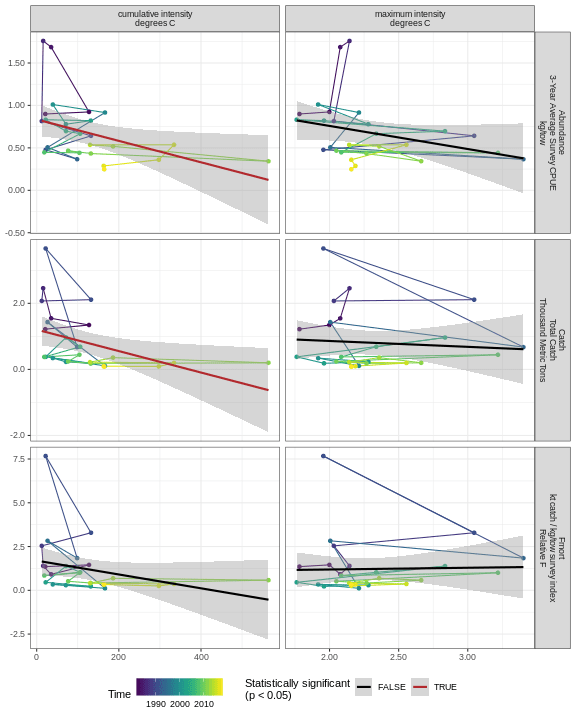 cumulative intensity
degrees C
maximum intensity
degrees C
1.50
1.00
0.50
0.00
-0.50
Abundance
3-Year Average Survey CPUE
kg/tow
2.0
0.0
-2.0
Catch
Total Catch
Thousand Metric Tons
7.5
5.0
2.5
0.0
-2.5
Fmort
kt catch / kg/tow survey index
Relative F
0 200 400
2.00 2.50 3.00
Time
1990 2000 2010
Statistically significant
(p < 0.05)
FALSE
TRUE